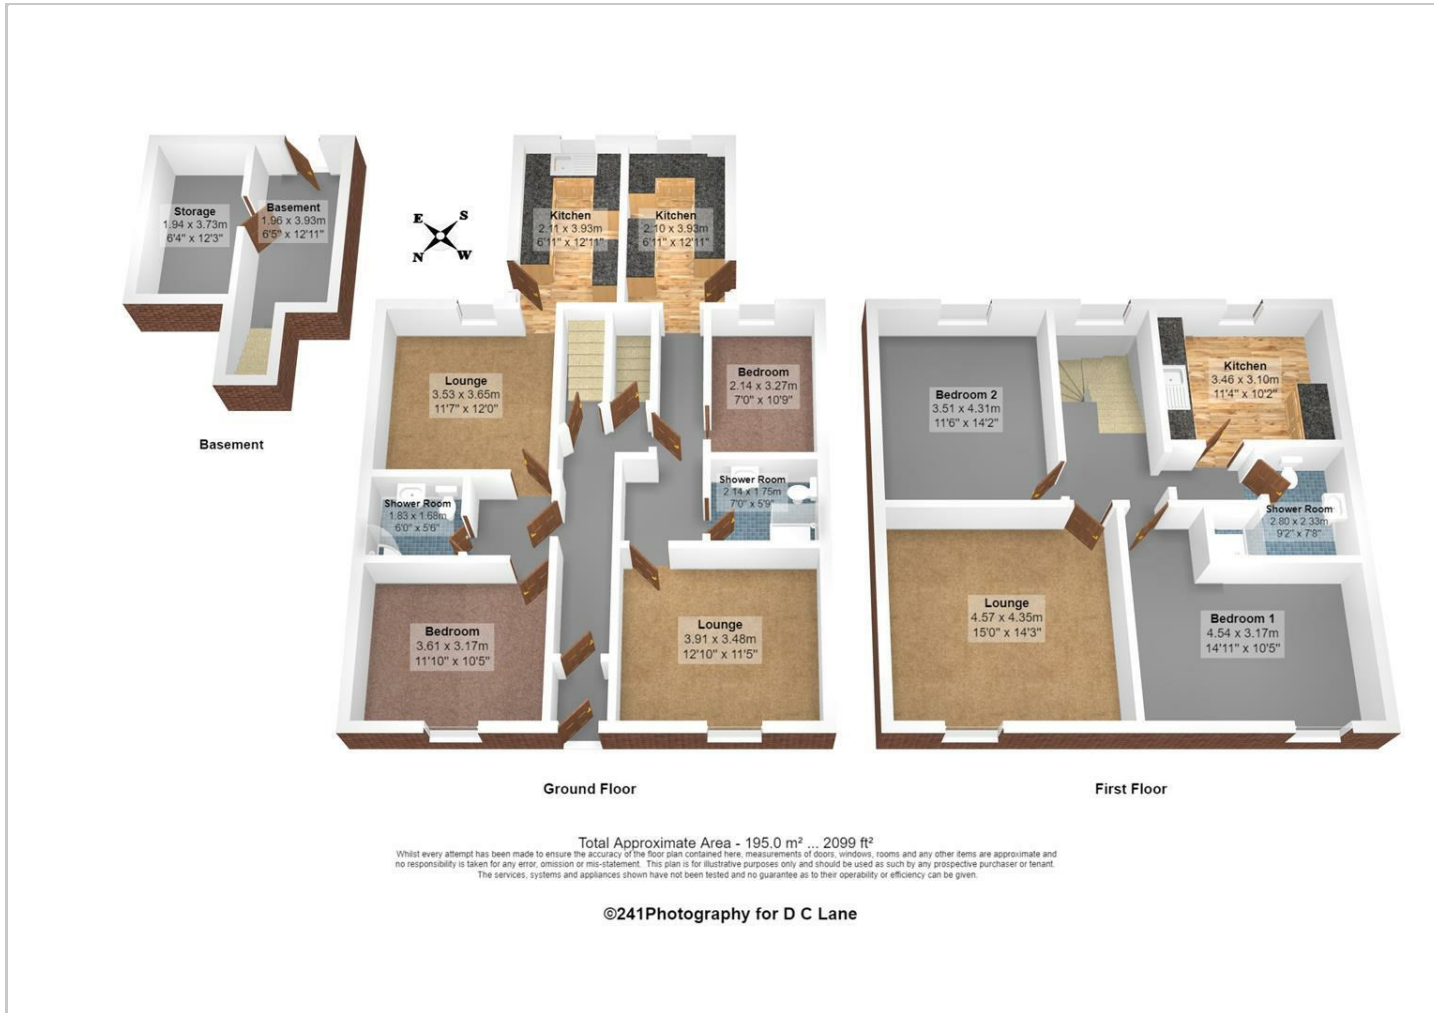 Storage
1.94 x 3.73m
6'4" x 12'3"
Basement
1.96 x 3.93m
6'5" x 12'11"
Basement
E S
N W
Kitchen
2.11 x 3.93m
6'11" x 12'11"
Kitchen
2.10 x 3.93m
6'11" x 12'11"
Lounge
3.53 x 3.65m
11'7" x 12'0"
Bedroom
2.14 x 3.27m
7'0" x 10'9"
Shower Room
1.83 x 1.68m
6'0" x 5'6"
Shower Room
2.14 x 1.75m
7'0" x 5'9"
Bedroom
3.61 x 3.17m
11'10" x 10'5"
Lounge
3.91 x 3.48m
12'10" x 11'5"
Ground Floor
Bedroom 2
3.51 x 4.31m
11'6" x 14'2"
Kitchen
3.46 x 3.10m
11'4" x 10'2"
Shower Room
2.80 x 2.33m
9'2" x 7'8"
Lounge
4.57 x 4.35m
15'0" x 14'3"
Bedroom 1
4.54 x 3.17m
14'11" x 10'5"
First Floor
Total Approximate Area - 195.0 m² ... 2099 ft²
Whilst every attempt has been made to ensure the accuracy of the floor plan contained here, measurements of doors, windows, rooms and any other items are approximate and
no responsibility is taken for any error, omission or mis-statement. This plan is for illustrative purposes only and should be used as such by any prospective purchaser or tenant.
The services, systems and appliances shown have not been tested and no guarantee as to their operability or efficiency can be given.
©241Photography for D C Lane